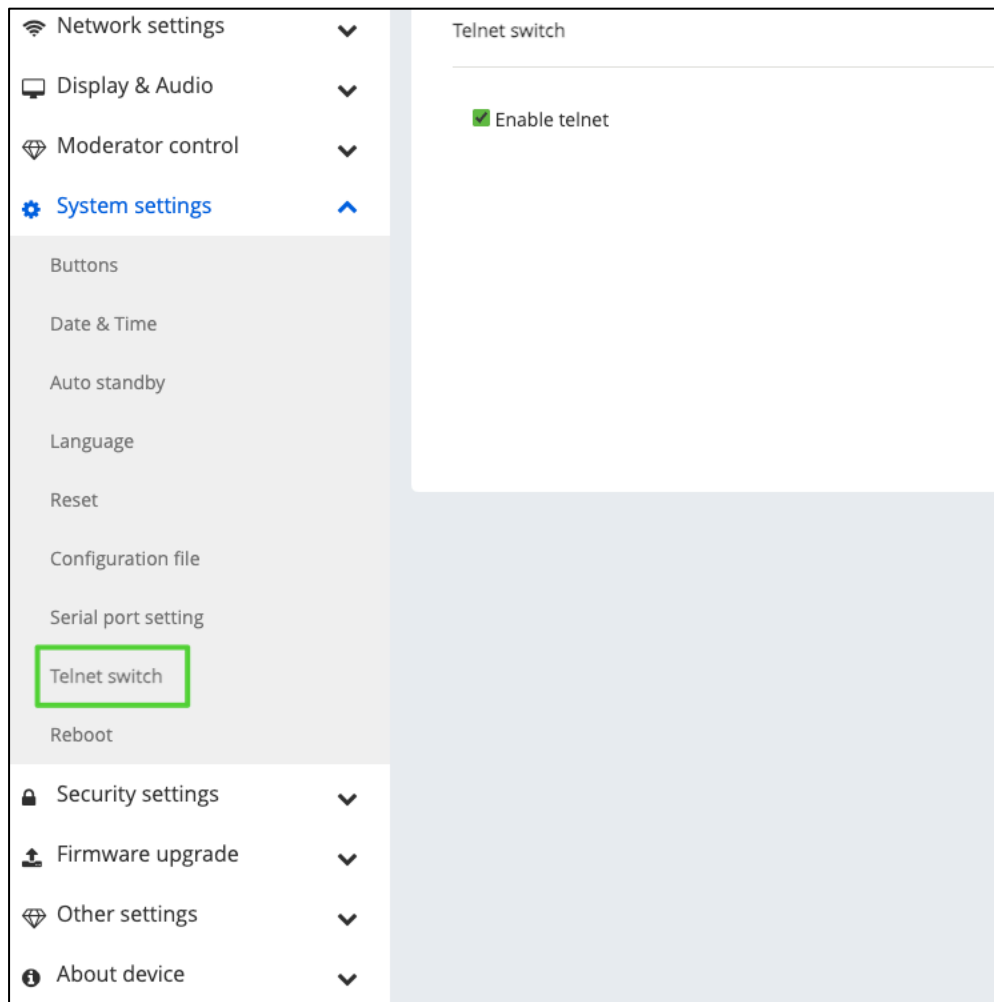 Network settings
Display & Audio
Moderator control
System settings
Buttons
Date & Time
Auto standby
Language
Reset
Configuration file
Serial port setting
Telnet switch
Reboot
Security settings
Firmware upgrade
Other settings
About device
Telnet switch
Enable telnet